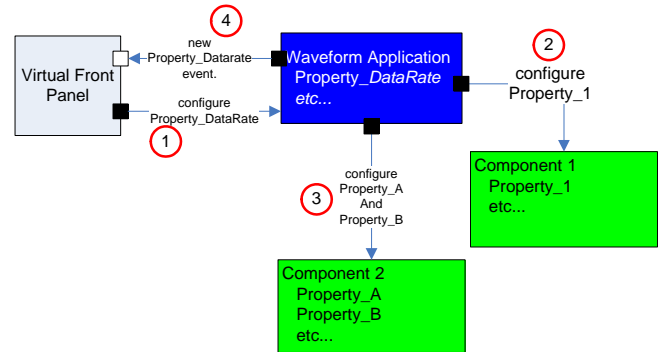 4
new
Property_Datarate
event.
Virtual Front
Panel
configure
Property_DataRate
1
Waveform Application
Property_DataRate
etc...
2
configure
Property_1
3
configure
Property_A
And
Property_B
Component 1
Property_1
etc...
Component 2
Property_A
Property_B
etc...